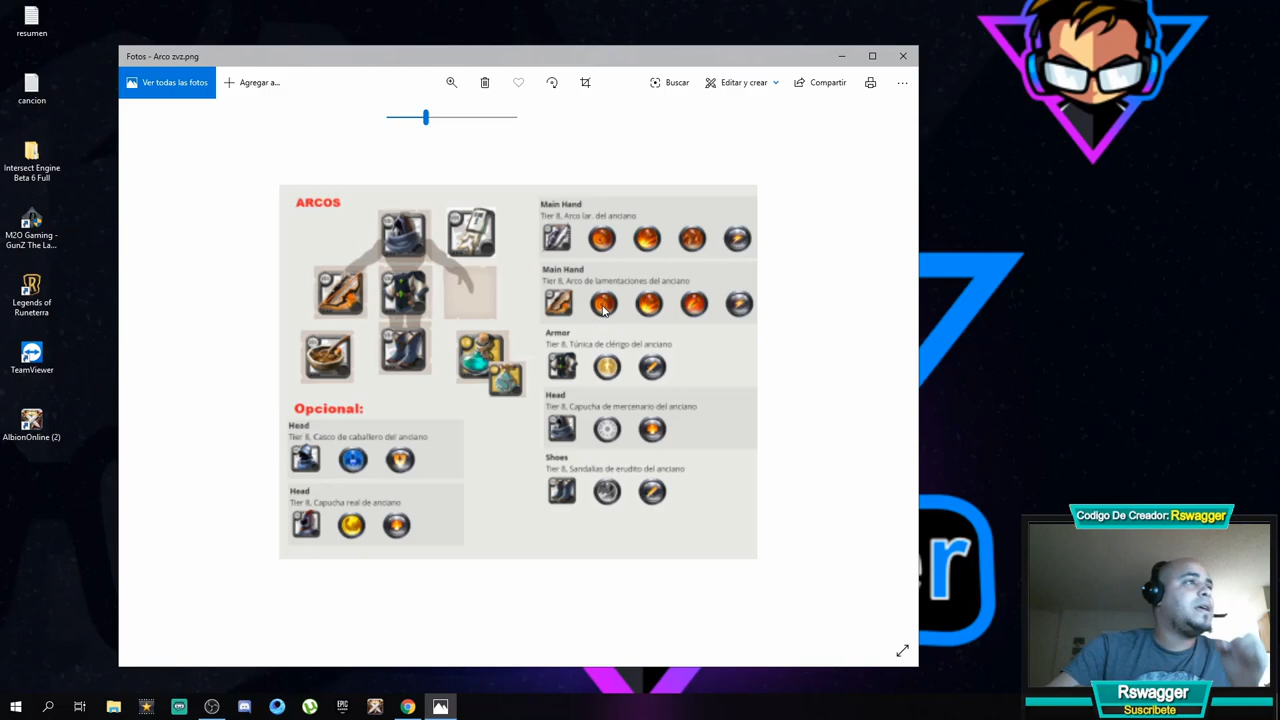 resumen
cancion
Intersect Engine
Beta 6 Full
M2O Gaming -
GunZ The La...
Legends of
Runeterra
TeamViewer
AlbionOnline (2)
Fotos - Arco zvz.png
Ver todas las fotos
Agregar a...
Buscar
Editar y crear
Compartir
ARCOS
Opcional:
Head
Tier 8, Casco de caballero del anciano
Head
Tier 8, Capucha real de anciano
Main Hand
Tier 8, Arco lar. del anciano
Main Hand
Tier 8, Arco de lamentaciones del anciano
Armor
Tier 8, Túnica de clérigo del anciano
Head
Tier 8, Capucha de mercenario del anciano
Shoes
Tier 8, Sandalias de erudito del anciano
er
Codigo De Creador: Rswagger
Rswagger
Suscribete
EPIC